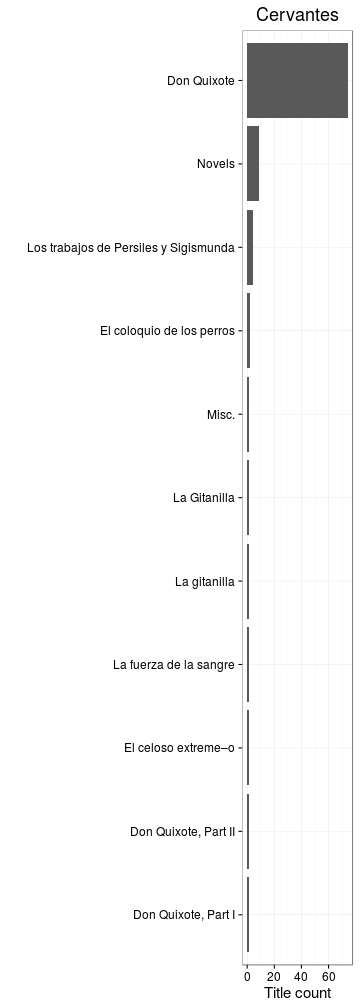 Cervantes
Don Quixote
Novels
Los trabajos de Persiles y Sigismunda
El coloquio de los perros
Misc.
La Gitanilla
La gitanilla
La fuerza de la sangre
El celoso extreme–o
Don Quixote, Part II
Don Quixote, Part I
0 20 40 60
Title count